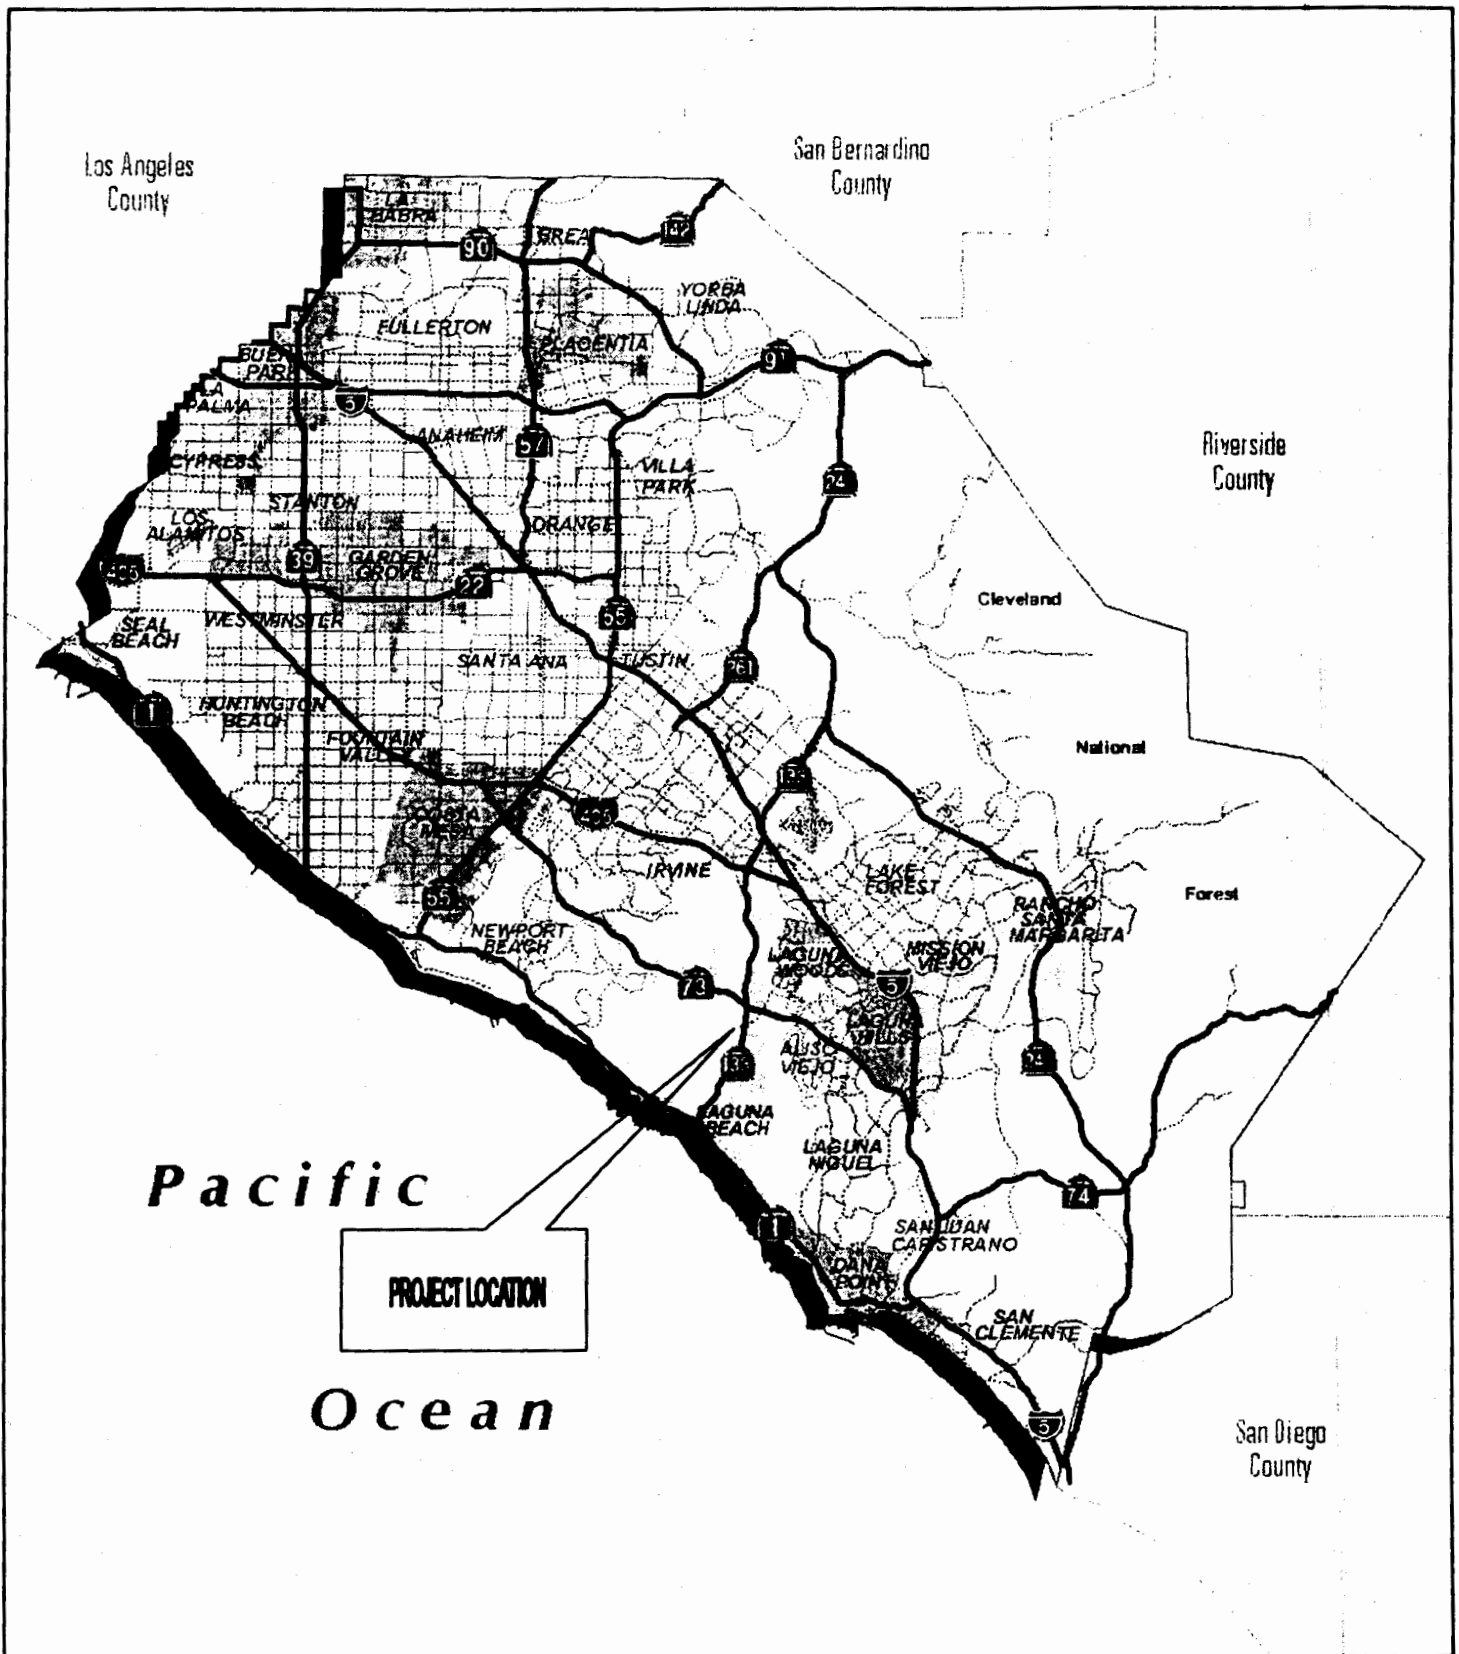 Los Angeles
County
San Bernardino
County
LA
HABRA
90
BREA
142
YORBA
LINDA
FULLERTON
PLACENTIA
BUENA
PARK
91
LA
PALMA
5
ANAHEIM
57
Riverside
County
CYPRESS
VILLA
PARK
241
STANTON
LOS
ALAMITOS
ORANGE
405
39
GARDEN
GROVE
22
Cleveland
55
SEAL
BEACH
WESTMINSTER
SANTA ANA
TUSTIN
261
1
HUNTINGTON
BEACH
FOUNTAIN
VALLEY
National
133
COSTA
MESA
405
IRVINE
LAKE
FOREST
55
Forest
RANCHO
SANTA
MARGARITA
NEWPORT
BEACH
LAGUNA
WOODS
MISSION
VIEJO
73
5
LAGUNA
HILLS
ALISO
VIEJO
133
241
LAGUNA
BEACH
LAGUNA
NIGUEL
Pacific
74
1
SAN JUAN
CAPISTRANO
DANA
POINT
PROJECT LOCATION
SAN
CLEMENTE
Ocean
5
San Diego
County